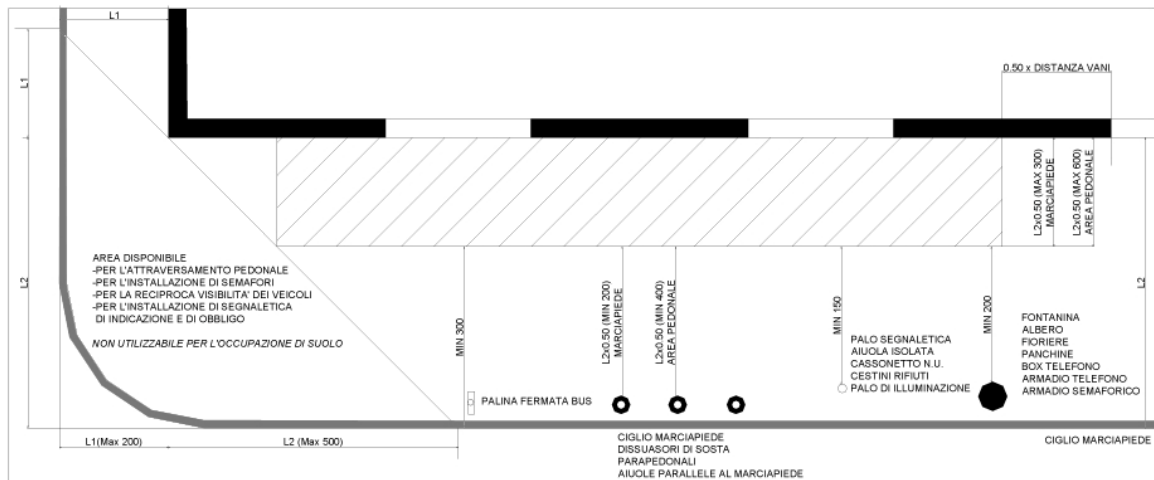 L1
0.50 x DISTANZA VANI
L1
L2x0.50 (MAX 300)
MARCIAPIEDE
L2x0.50 (MAX 600)
AREA PEDONALE
AREA DISPONIBILE
-PER L'ATTRAVERSAMENTO PEDONALE
-PER L'INSTALLAZIONE DI SEMAFORI
-PER LA RECIPROCA VISIBILITA' DEI VEICOLI
-PER L'INSTALLAZIONE DI SEGNALETICA
DI INDICAZIONE E DI OBBLIGO
NON UTILIZZABILE PER L'OCCUPAZIONE DI SUOLO
L2
MIN 300
L2x0.50 (MIN 200)
MARCIAPIEDE
L2x0.50 (MIN 400)
AREA PEDONALE
MIN 150
MIN 200
L2
PALINA FERMATA BUS
PALO SEGNALETICA
AIUOLA ISOLATA
CASSONETTO N.U.
CESTINI RIFIUTI
PALO DI ILLUMINAZIONE
FONTANINA
ALBERO
FIORIERE
PANCHINE
BOX TELEFONO
ARMADIO TELEFONO
ARMADIO SEMAFORICO
L1(Max 200)
L2 (Max 500)
CIGLIO MARCIAPIEDE
DISSUASORI DI SOSTA
PARAPEDONALI
AIUOLE PARALLELE AL MARCIAPIEDE
CIGLIO MARCIAPIEDE